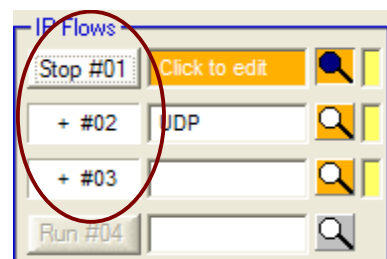 IP Flows
Stop #01 Click to edit
+ #02 UDP
+ #03
Run #04